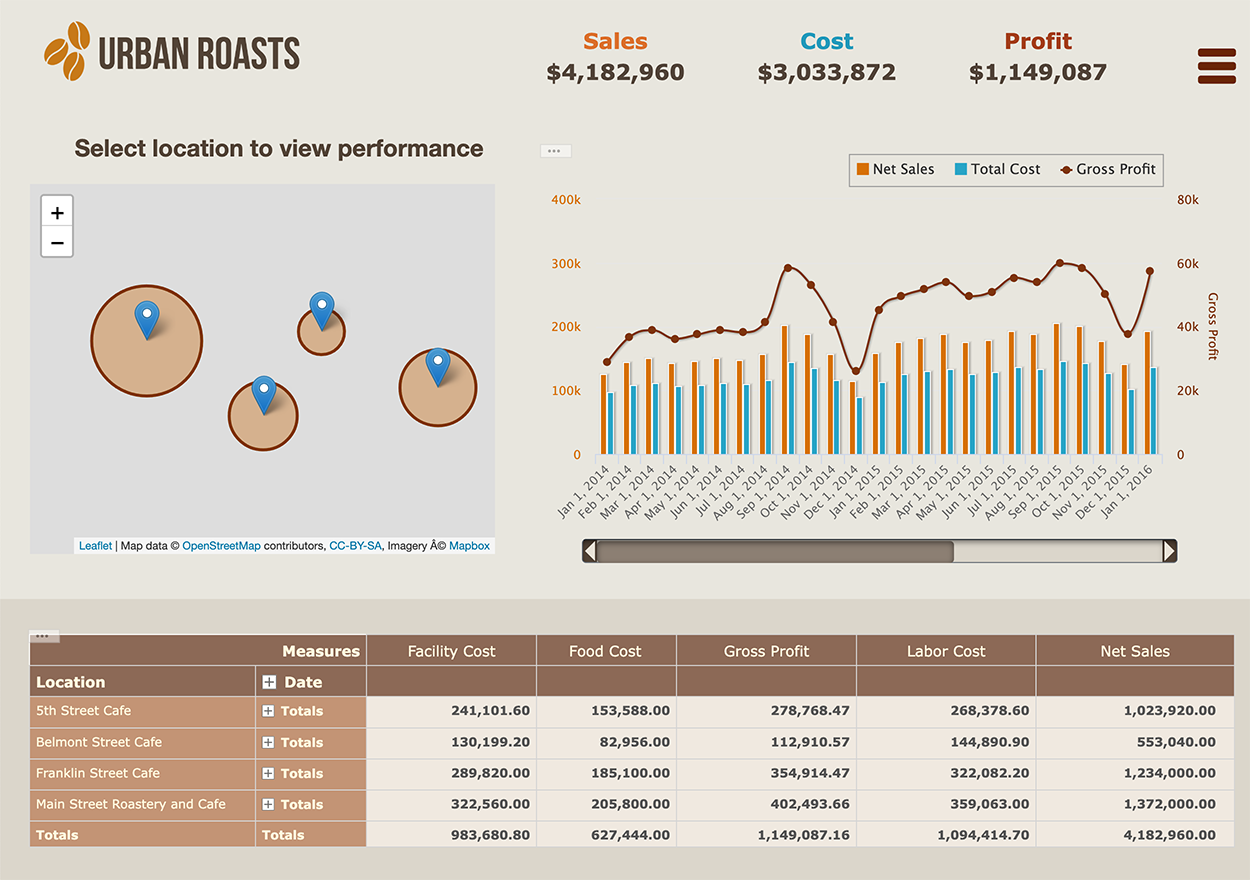 URBAN ROASTS
Sales Cost Profit
$4,182,960 $3,033,872 $1,149,087
Select location to view performance
+
−
Leaflet | Map data © OpenStreetMap contributors, CC-BY-SA, Imagery Â© Mapbox
Net Sales Total Cost Gross Profit
400k 80k
300k 60k
200k 40k
100k 20k
0 0
Gross Profit
Jan 1, 2014
Feb 1, 2014
Mar 1, 2014
Apr 1, 2014
May 1, 2014
Jun 1, 2014
Jul 1, 2014
Aug 1, 2014
Sep 1, 2014
Oct 1, 2014
Nov 1, 2014
Dec 1, 2014
Jan 1, 2015
Feb 1, 2015
Mar 1, 2015
Apr 1, 2015
May 1, 2015
Jun 1, 2015
Jul 1, 2015
Aug 1, 2015
Sep 1, 2015
Oct 1, 2015
Nov 1, 2015
Dec 1, 2015
Jan 1, 2016
Measures Facility Cost Food Cost Gross Profit Labor Cost Net Sales
Location + Date
5th Street Cafe + Totals 241,101.60 153,588.00 278,768.47 268,378.60 1,023,920.00
Belmont Street Cafe + Totals 130,199.20 82,956.00 112,910.57 144,890.90 553,040.00
Franklin Street Cafe + Totals 289,820.00 185,100.00 354,914.47 322,082.20 1,234,000.00
Main Street Roastery and Cafe + Totals 322,560.00 205,800.00 402,493.66 359,063.00 1,372,000.00
Totals Totals 983,680.80 627,444.00 1,149,087.16 1,094,414.70 4,182,960.00